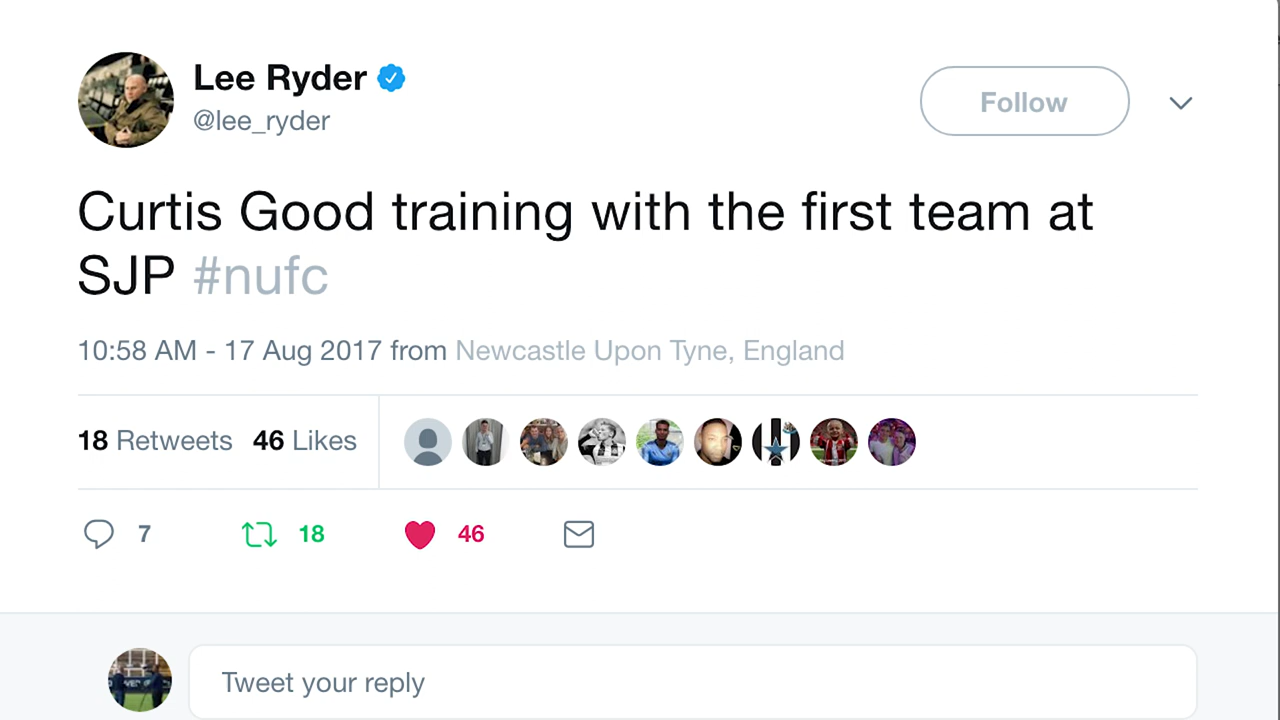 Lee Ryder
@lee_ryder
Follow
Curtis Good training with the first team at
SJP #nufc
10:58 AM - 17 Aug 2017 from Newcastle Upon Tyne, England
18 Retweets 46 Likes
7 18 46
Tweet your reply